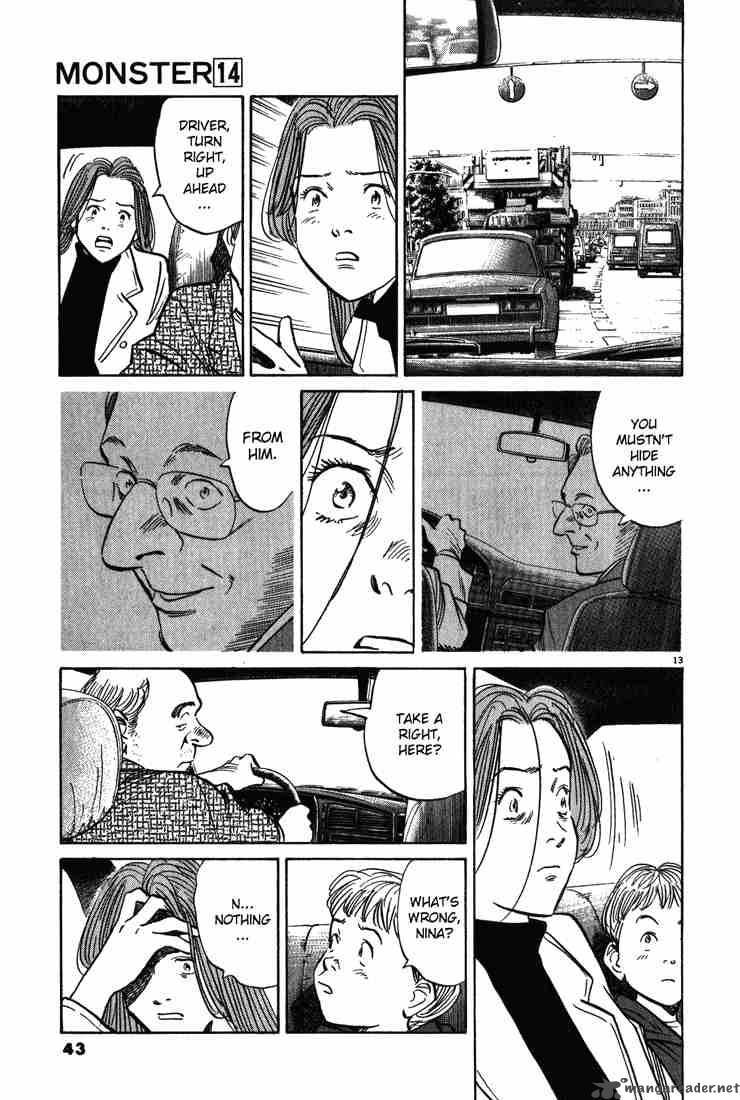 MONSTER 14
DRIVER,
TURN
RIGHT,
UP
AHEAD
...
YOU
MUSTN'T
HIDE
ANYTHING
...
FROM
HIM.
13
TAKE A
RIGHT,
HERE?
WHAT'S
WRONG,
NINA?
N...
NOTHING
...
43
mangareader.net